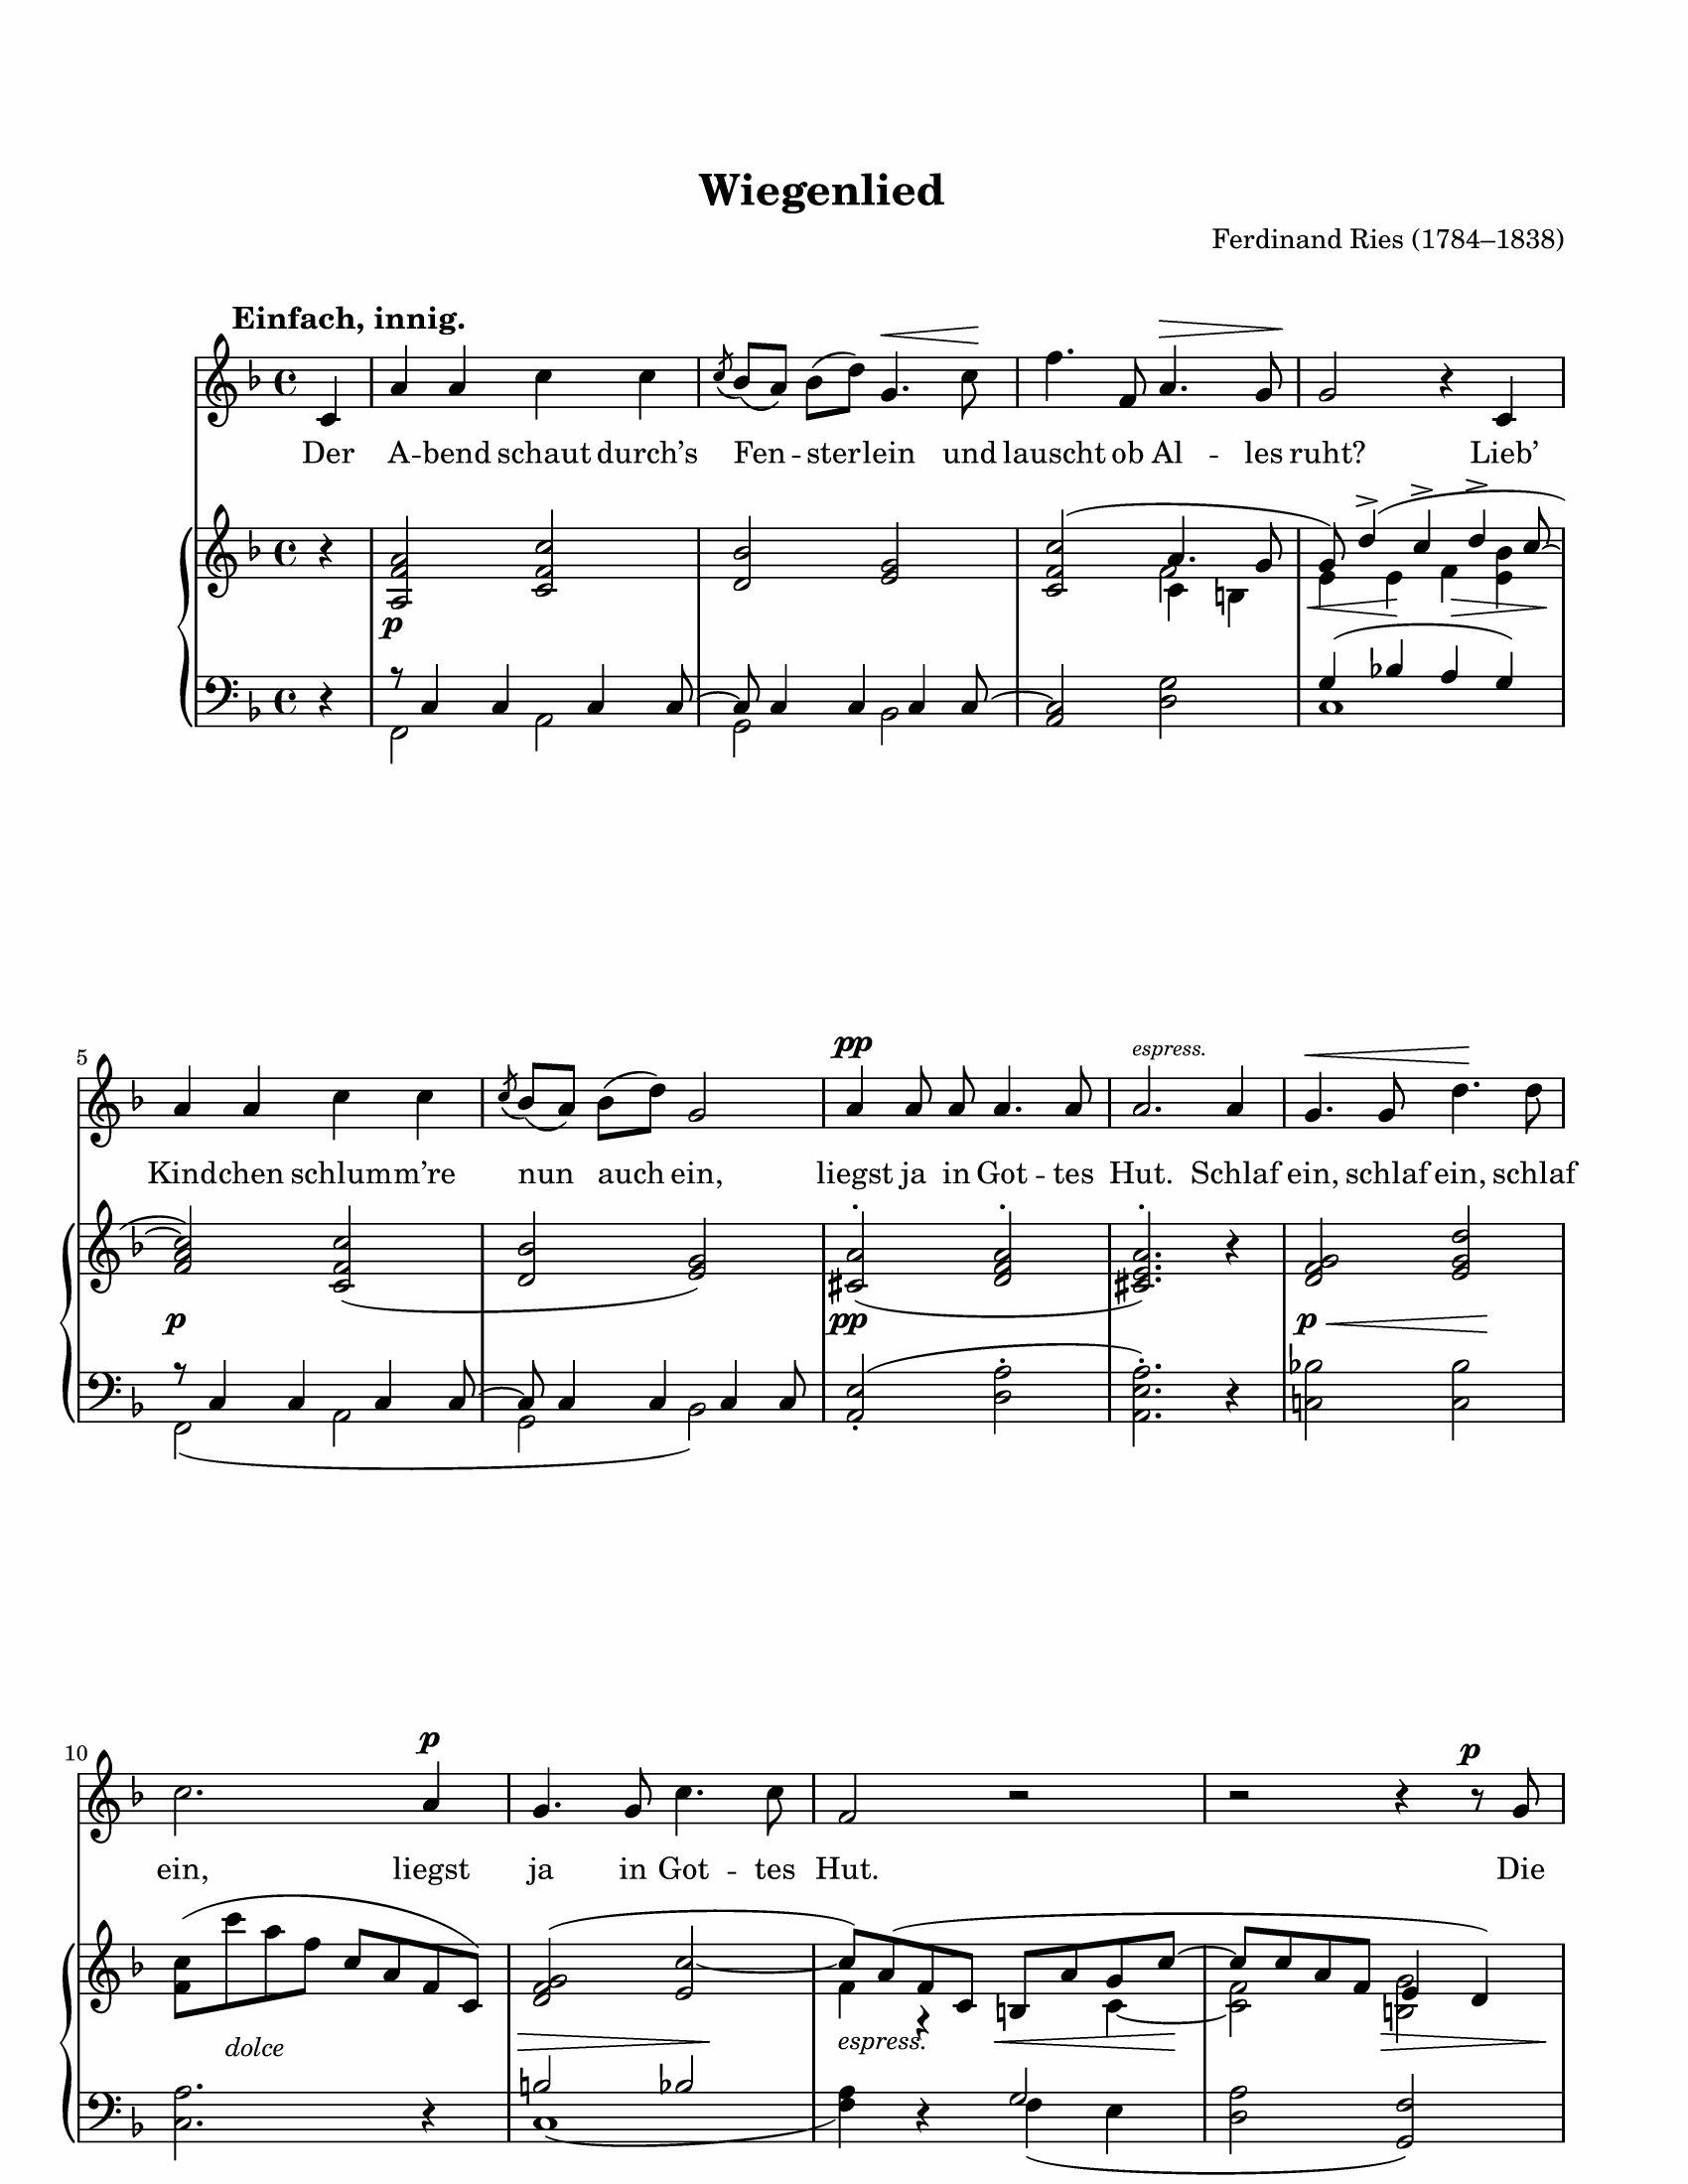 Wiegenlied
Ferdinand Ries (1784–1838)
Einfach, innig.
Der A -- bend schaut durch’s Fen -- sterlein und lauscht ob Al -- les ruht? Lieb’
p
5
pp
espress.
Kindchen schlumm’re nun auch ein, liegst ja in Got -- tes Hut. Schlaf ein, schlaf ein, schlaf
p pp p
10
p p
ein, liegst ja in Got -- tes Hut. Die
dolce espress.